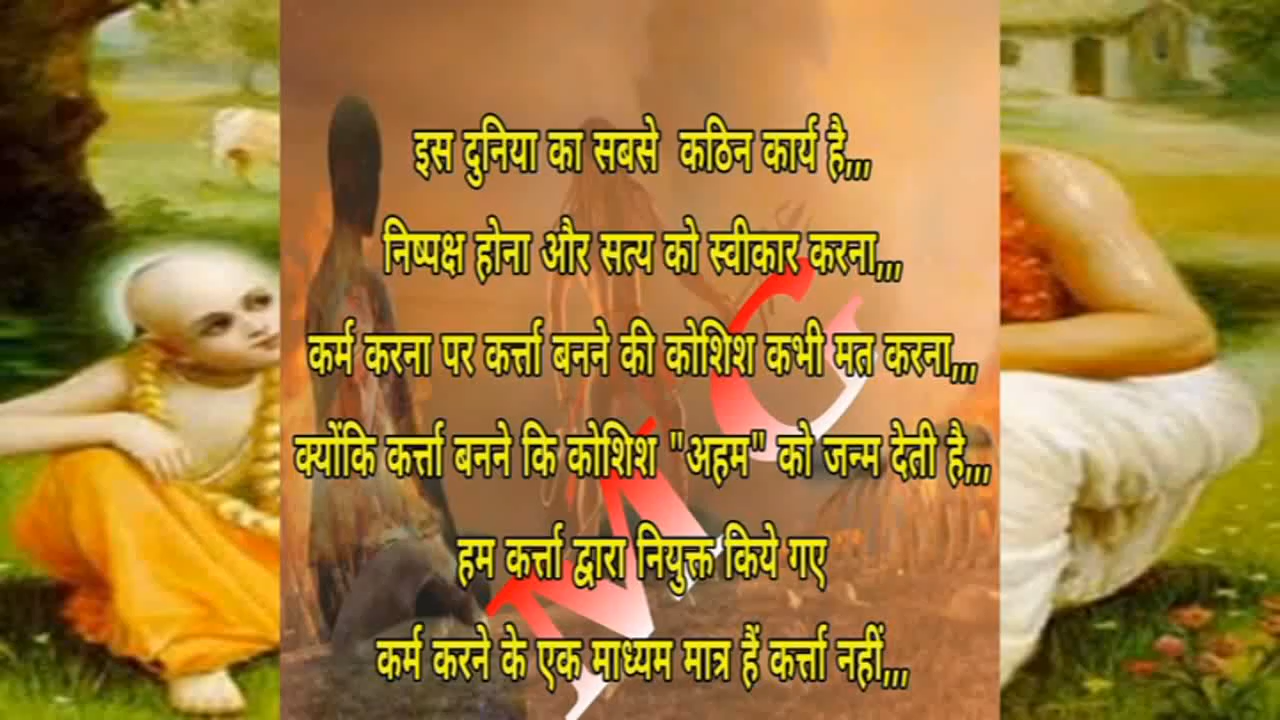 इस दुनिया का सबसे कठिन कार्य है,,,
निष्पक्ष होना और सत्य को स्वीकार करना,,,
कर्म करना पर कर्त्ता बनने की कोशिश कभी मत करना,,,
क्योंकि कर्त्ता बनने कि कोशिश "अहम" को जन्म देती है,,,
हम कर्त्ता द्वारा नियुक्त किये गए
कर्म करने के एक माध्यम मात्र हैं कर्त्ता नहीं,,,